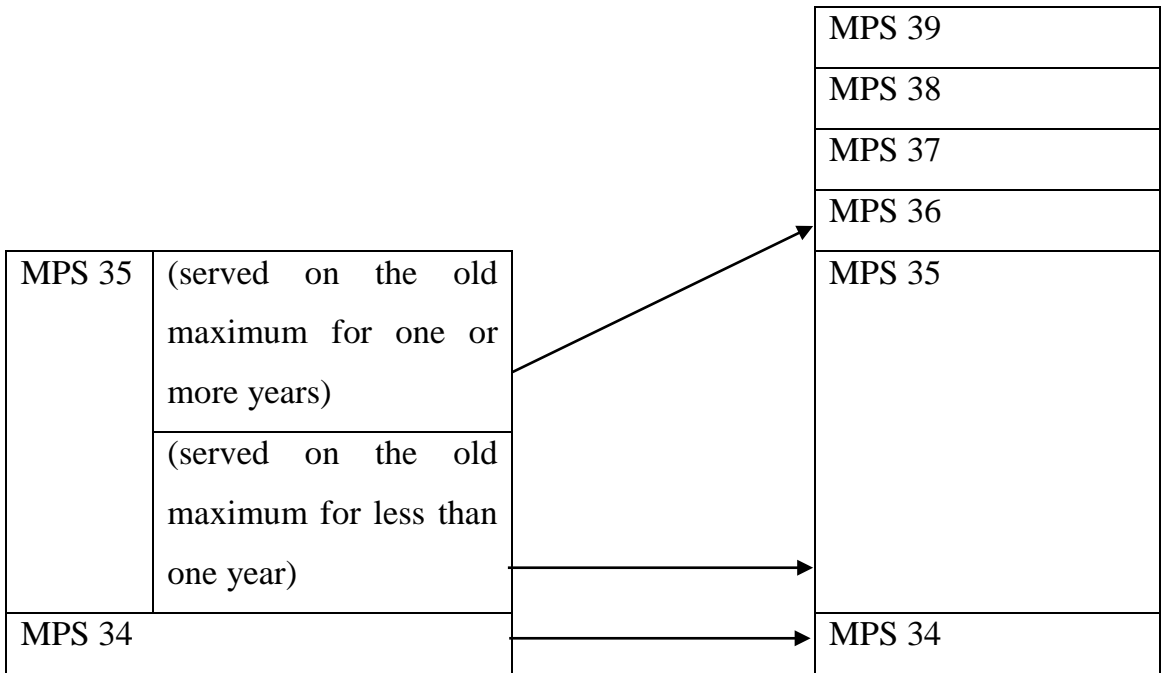 MPS 39
MPS 38
MPS 37
MPS 36
MPS 35
(served on the old
maximum for one or
more years)
(served on the old
maximum for less than
one year)
MPS 35
MPS 34
MPS 34